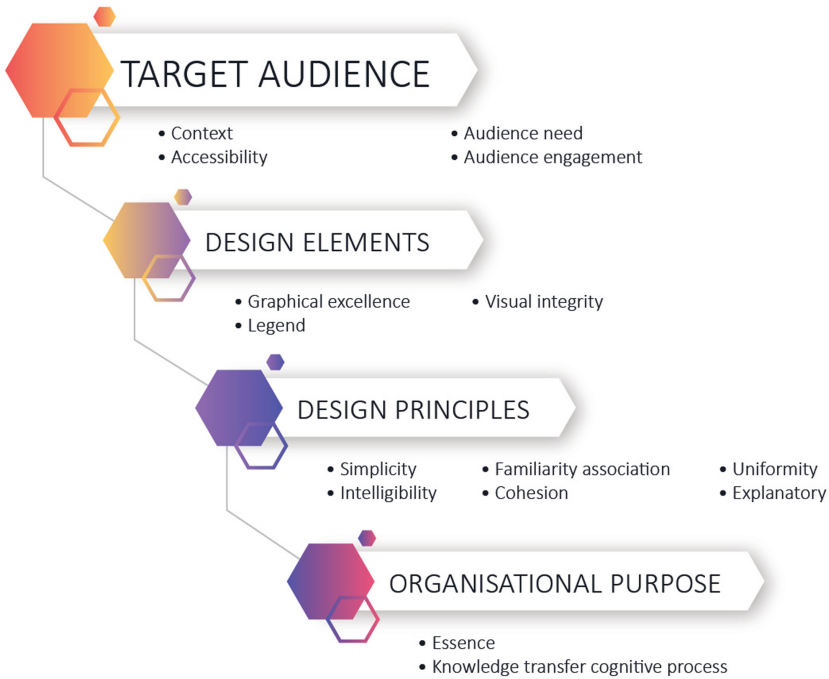 TARGET AUDIENCE
• Context
• Accessibility
• Audience need
• Audience engagement
DESIGN ELEMENTS
• Graphical excellence
• Legend
• Visual integrity
DESIGN PRINCIPLES
• Simplicity
• Intelligibility
• Familiarity association
• Cohesion
• Uniformity
• Explanatory
ORGANISATIONAL PURPOSE
• Essence
• Knowledge transfer cognitive process